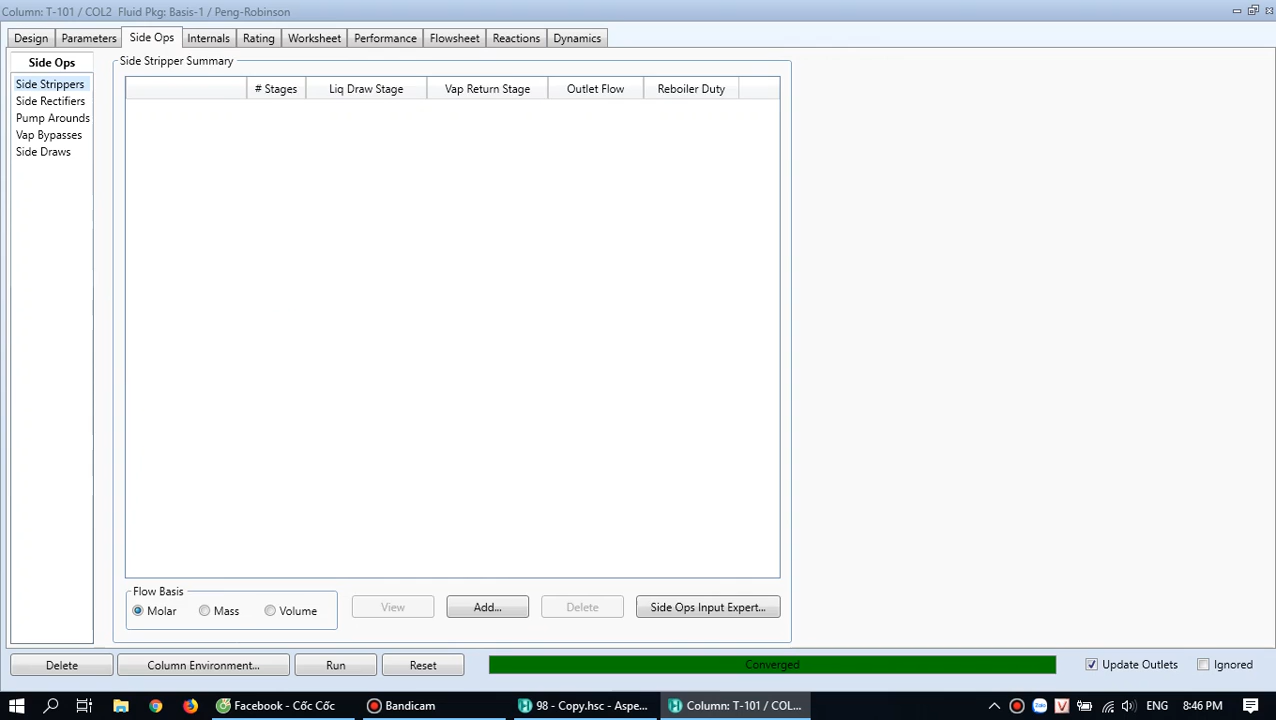 Column: T-101 / COL2 Fluid Pkg: Basis-1 / Peng-Robinson
Design Parameters Side Ops Internals Rating Worksheet Performance Flowsheet Reactions Dynamics
Side Ops
Side Strippers
Side Rectifiers
Pump Arounds
Vap Bypasses
Side Draws
Side Stripper Summary
# Stages Liq Draw Stage Vap Return Stage Outlet Flow Reboiler Duty
Flow Basis
Molar Mass Volume
View Add... Delete Side Ops Input Expert...
Delete Column Environment... Run Reset Converged Update Outlets Ignored
Facebook - Cốc Cốc Bandicam 98 - Copy.hsc - Aspe... Column: T-101 / COL... Zalo V ENG 8:46 PM